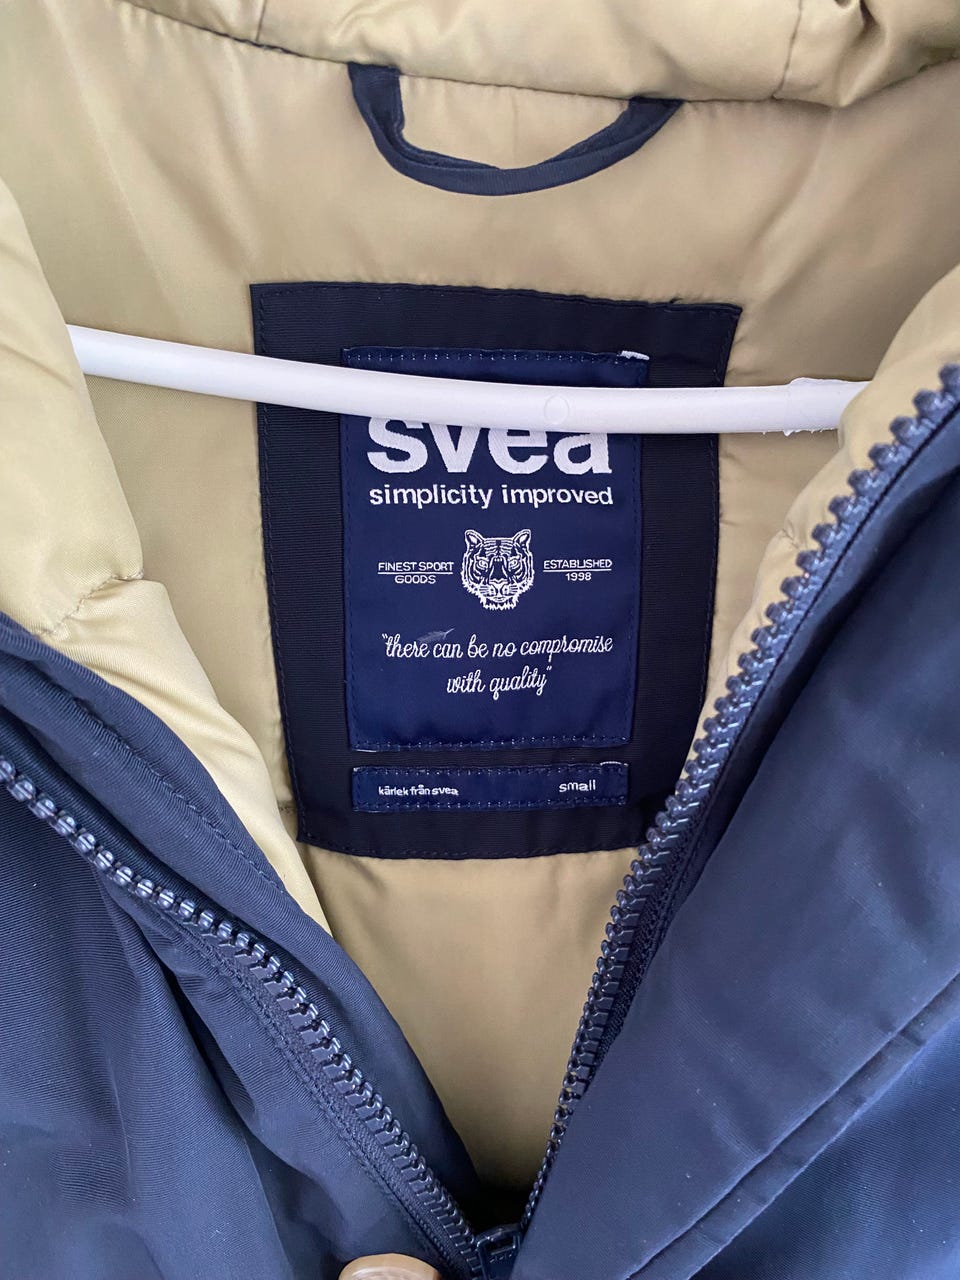 svea
simplicity improved
FINEST SPORT
GOODS
ESTABLISHED
1998
"there can be no compromise
with quality"
kärlek från svea
small